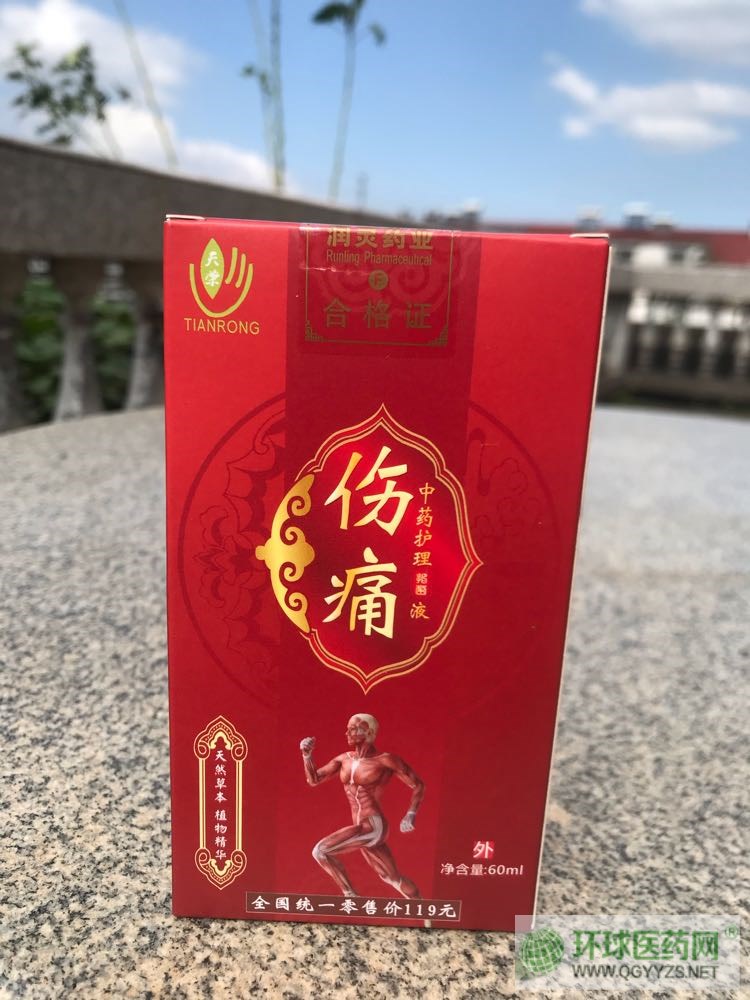 天荣
TIANRONG
润灵药业
Runling Pharmaceutical
合格证
伤痛
中药护理
液
天然草本 植物精华
外
净含量:60ml
全国统一零售价119元
环球医药网®
WWW.QGYYZS.NET